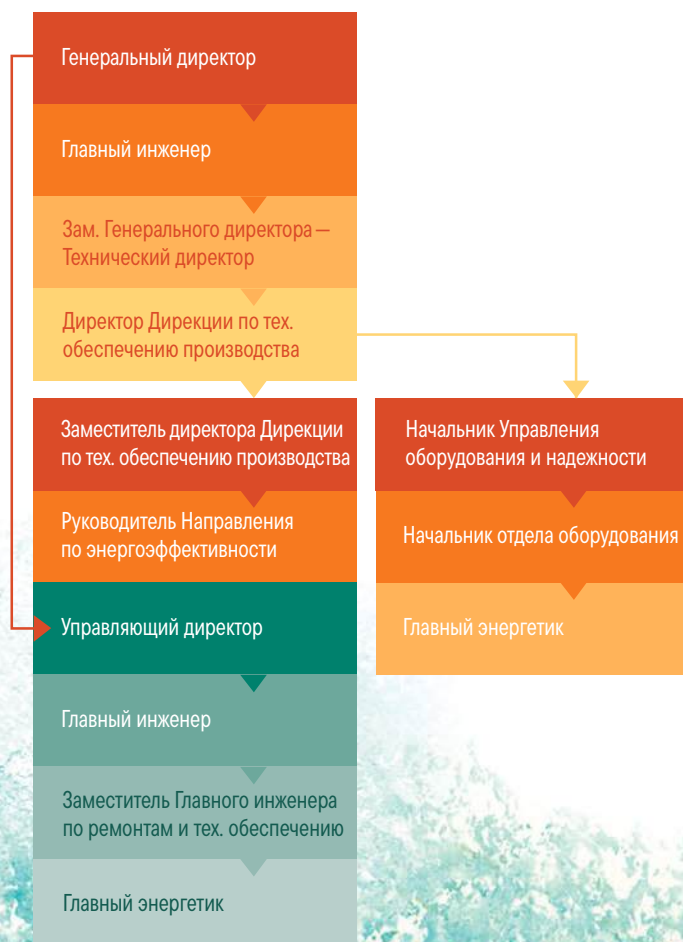 Генеральный директор
Главный инженер
Зам. Генерального директора —
Технический директор
Директор Дирекции по тех.
обеспечению производства
Заместитель директора Дирекции
по тех. обеспечению производства
Руководитель Направления
по энергоэффективности
Управляющий директор
Главный инженер
Заместитель Главного инженера
по ремонтам и тех. обеспечению
Главный энергетик
Начальник Управления
оборудования и надежности
Начальник отдела оборудования
Главный энергетик